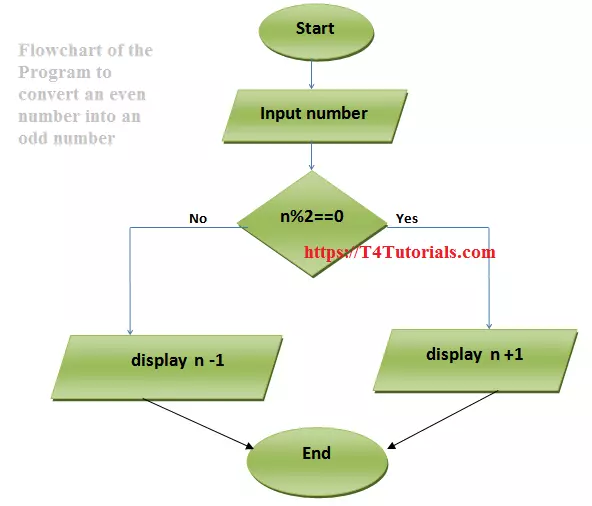 Start
Flowchart of the
Program to
convert an even
number into an
odd number
Input number
n%2==0
No
Yes
https://T4Tutorials.com
display n -1
display n +1
End